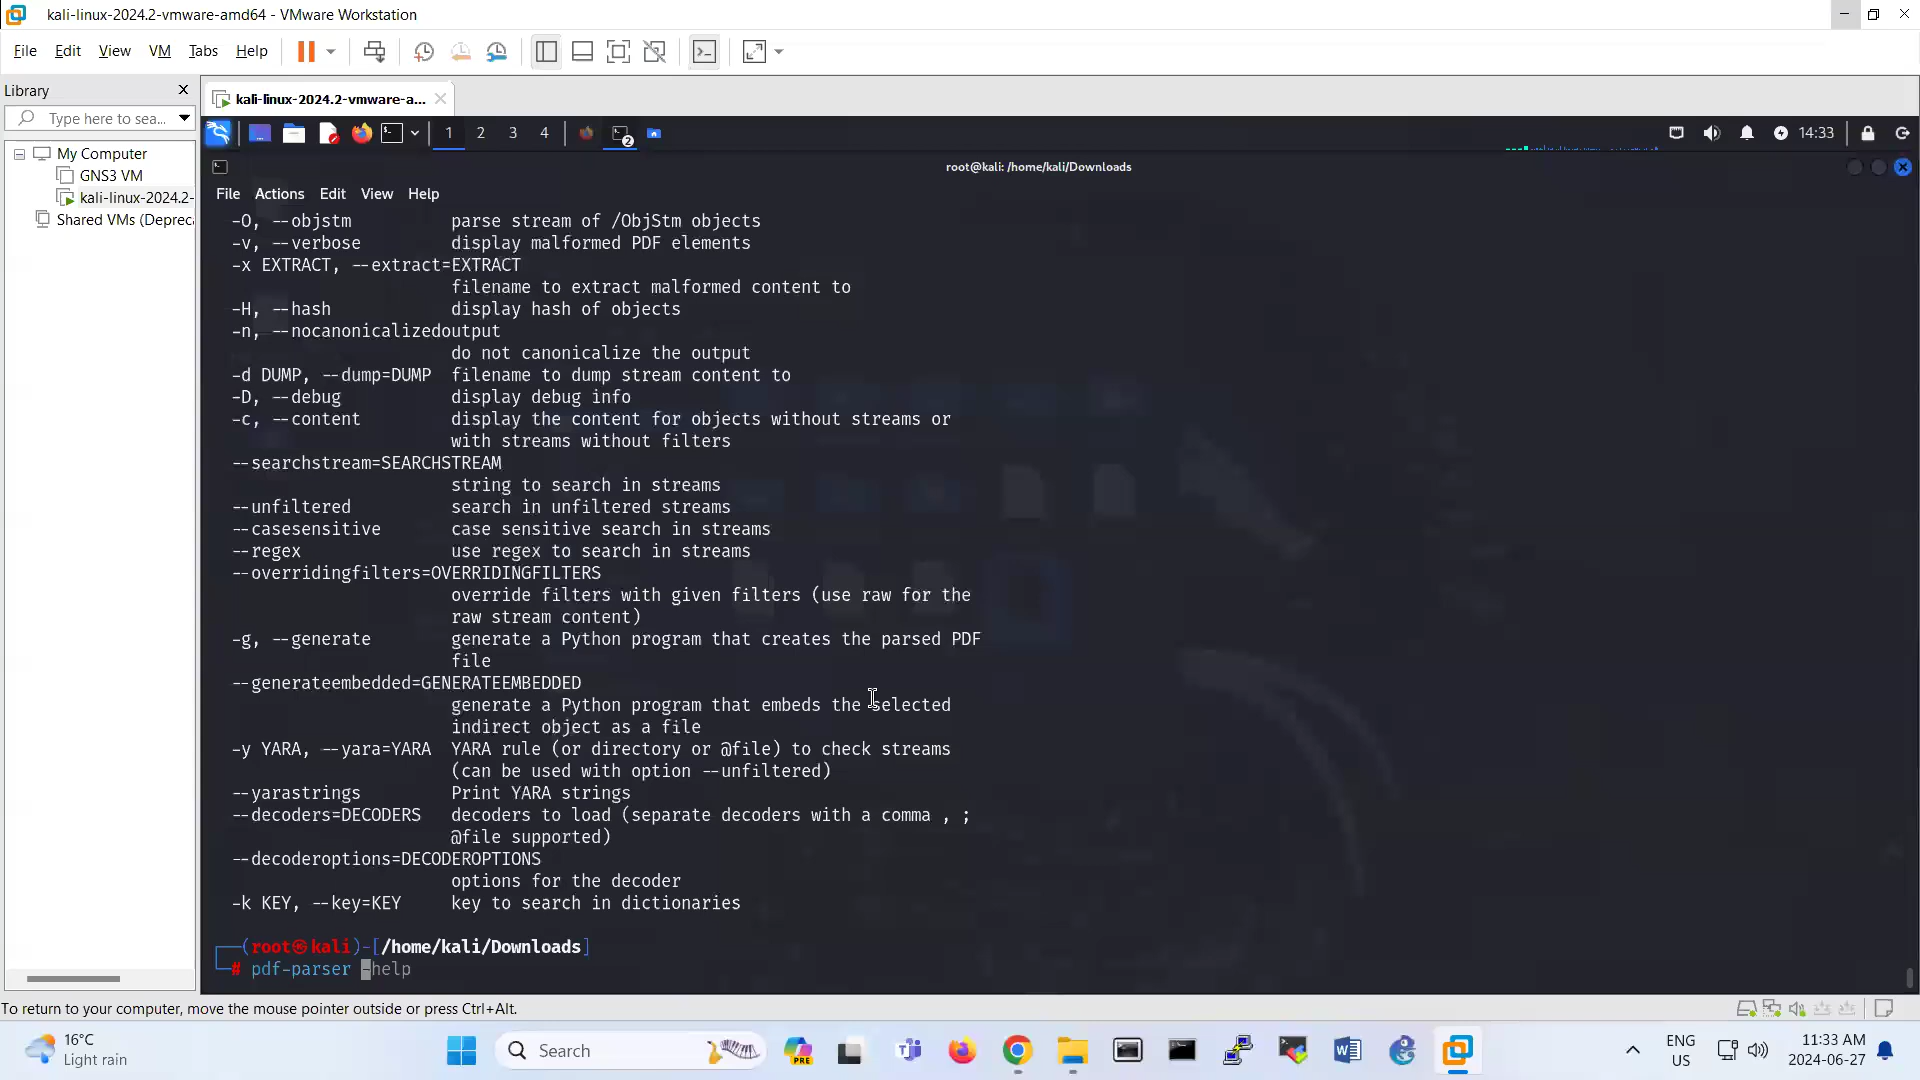 kali-linux-2024.2-vmware-amd64 - VMware Workstation
File Edit View VM Tabs Help
Library
kali-linux-2024.2-vmware-a...
Type here to sea...
My Computer
GNS3 VM
kali-linux-2024.2-
Shared VMs (Depreca
1 2 3 4
2
14:33
root@kali: /home/kali/Downloads
File Actions Edit View Help
-O, --objstm parse stream of /ObjStm objects
-v, --verbose display malformed PDF elements
-x EXTRACT, --extract=EXTRACT
filename to extract malformed content to
-H, --hash display hash of objects
-n, --nocanonicalizedoutput
do not canonicalize the output
-d DUMP, --dump=DUMP filename to dump stream content to
-D, --debug display debug info
-c, --content display the content for objects without streams or
with streams without filters
--searchstream=SEARCHSTREAM
string to search in streams
--unfiltered search in unfiltered streams
--casesensitive case sensitive search in streams
--regex use regex to search in streams
--overridingfilters=OVERRIDINGFILTERS
override filters with given filters (use raw for the
raw stream content)
-g, --generate generate a Python program that creates the parsed PDF
file
--generateembedded=GENERATEEMBEDDED
generate a Python program that embeds the selected
indirect object as a file
-y YARA, --yara=YARA YARA rule (or directory or @file) to check streams
(can be used with option --unfiltered)
--yarastrings Print YARA strings
--decoders=DECODERS decoders to load (separate decoders with a comma , ;
@file supported)
--decoderoptions=DECODEROPTIONS
options for the decoder
-k KEY, --key=KEY key to search in dictionaries
(root㉿kali)-[/home/kali/Downloads]
# pdf-parser -help
To return to your computer, move the mouse pointer outside or press Ctrl+Alt.
16°C
Light rain
Search
PRE
ENG
US
11:33 AM
2024-06-27